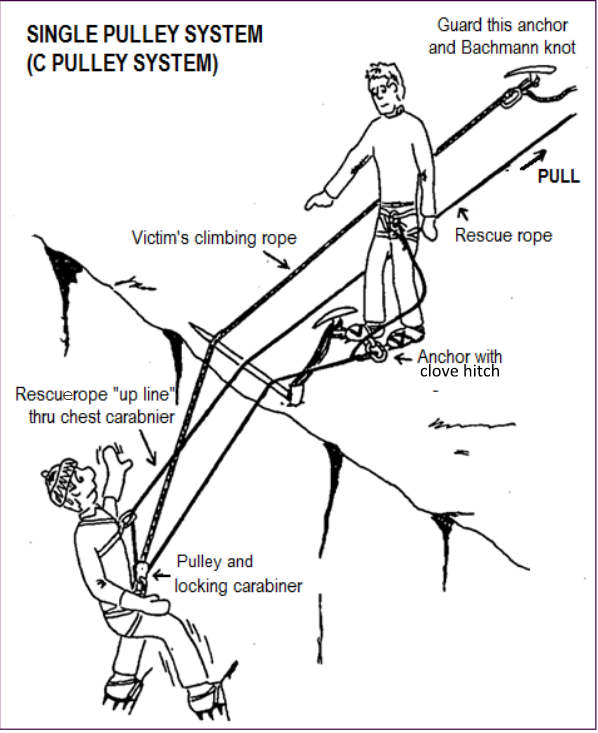 SINGLE PULLEY SYSTEM
(C PULLEY SYSTEM)
Guard this anchor
and Bachmann knot
PULL
Victim's climbing rope
Rescue rope
Anchor with
clove hitch
Rescuerope "up line"
thru chest carabnier
Pulley and
locking carabiner